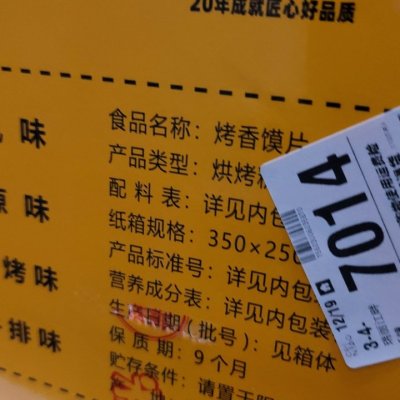 20年成就匠心好品质
味
原味
烤味
排味
食品名称：烤香馍片
产品类型：烘烤
配料表：详见内包
纸箱规格：350×25
产品标准号：详见内包
营养成分表：详见内包装
生产日期(批号)：见箱体
保质期：9个月
贮存条件：请置于阴
7014
12/19
3-4-